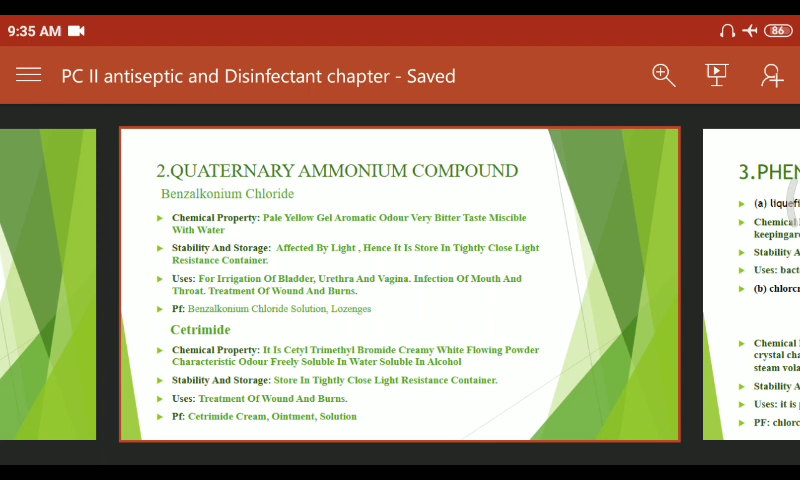 9:35 AM
86
PC II antiseptic and Disinfectant chapter - Saved
2.QUATERNARY AMMONIUM COMPOUND
Benzalkonium Chloride
Chemical Property: Pale Yellow Gel Aromatic Odour Very Bitter Taste Miscible
With Water
Stability And Storage: Affected By Light , Hence It Is Store In Tightly Close Light
Resistance Container.
Uses: For Irrigation Of Bladder, Urethra And Vagina. Infection Of Mouth And
Throat. Treatment Of Wound And Burns.
Pf: Benzalkonium Chloride Solution, Lozenges
Cetrimide
Chemical Property: It Is Cetyl Trimethyl Bromide Creamy White Flowing Powder
Characteristic Odour Freely Soluble In Water Soluble In Alcohol
Stability And Storage: Store In Tightly Close Light Resistance Container.
Uses: Treatment Of Wound And Burns.
Pf: Cetrimide Cream, Ointment, Solution
3.PHEN
(a) liquefi
Chemical
keeping
Stability A
Uses: bact
(b) chlorcr
Chemical
crystal cha
steam vola
Stability A
Uses: it is
PF: chlorc